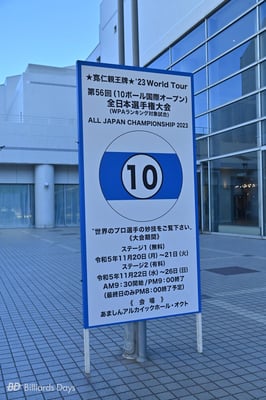 ★寛仁親王牌★'23 World Tour
第56回(10ボール国際オープン)
全日本選手権大会
(WPAランキング対象試合)
ALL JAPAN CHAMPIONSHIP 2023
10
"世界のプロ選手の妙技をご覧下さい。
《大会期間》
ステージ1(無料)
令和5年11月20日(月)~21日(火)
ステージ2(有料)
令和5年11月22日(水)~26日(日)
AM9:30開始/PM9:00終了
(最終日のみPM8:00終了予定)
《会場》
あましんアルカイックホール・オクト
BD Billiards Days